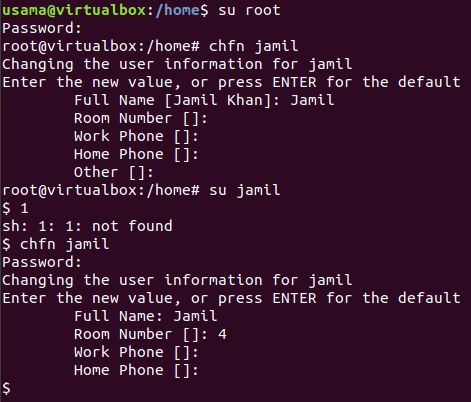 usama@virtualbox:/home$ su root
Password:
root@virtualbox:/home# chfn jamil
Changing the user information for jamil
Enter the new value, or press ENTER for the default
        Full Name [Jamil Khan]: Jamil
        Room Number []:
        Work Phone []:
        Home Phone []:
        Other []:
root@virtualbox:/home# su jamil
$ 1
sh: 1: 1: not found
$ chfn jamil
Password:
Changing the user information for jamil
Enter the new value, or press ENTER for the default
        Full Name: Jamil
        Room Number []: 4
        Work Phone []:
        Home Phone []:
$